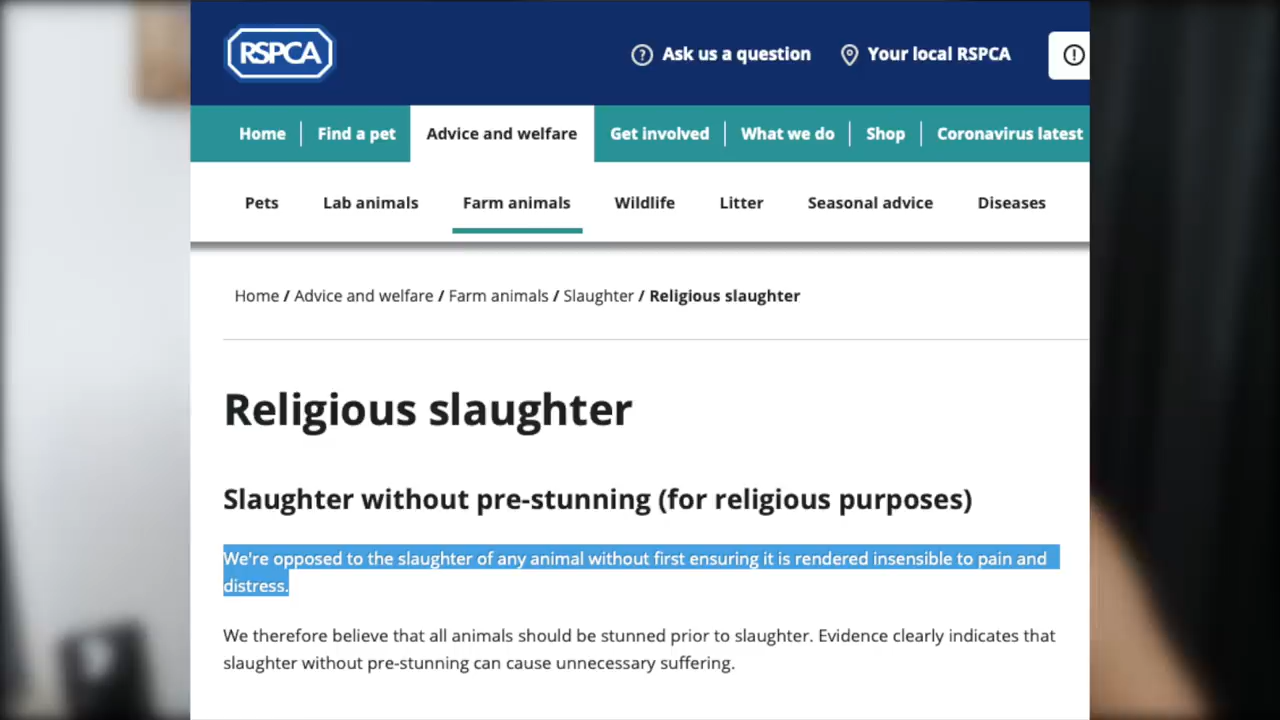 RSPCA
Ask us a question
Your local RSPCA
Home
Find a pet
Advice and welfare
Get involved
What we do
Shop
Coronavirus latest
Pets
Lab animals
Farm animals
Wildlife
Litter
Seasonal advice
Diseases
Home / Advice and welfare / Farm animals / Slaughter / Religious slaughter
Religious slaughter
Slaughter without pre-stunning (for religious purposes)
We're opposed to the slaughter of any animal without first ensuring it is rendered insensible to pain and
distress.
We therefore believe that all animals should be stunned prior to slaughter. Evidence clearly indicates that
slaughter without pre-stunning can cause unnecessary suffering.